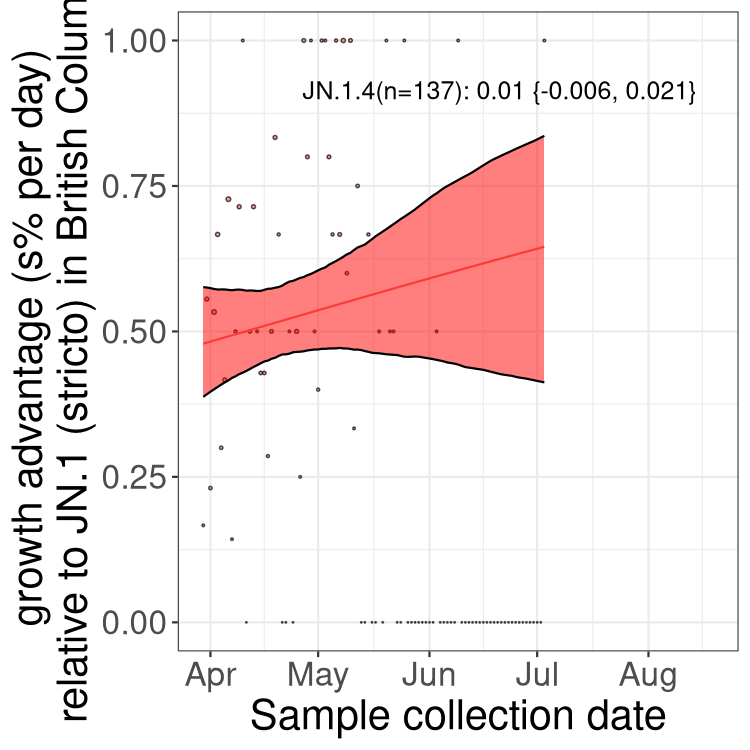 growth advantage (s% per day)
relative to JN.1 (stricto) in British Colum
1.00
0.75
0.50
0.25
0.00
JN.1.4(n=137): 0.01 {-0.006, 0.021}
Apr May Jun Jul Aug
Sample collection date